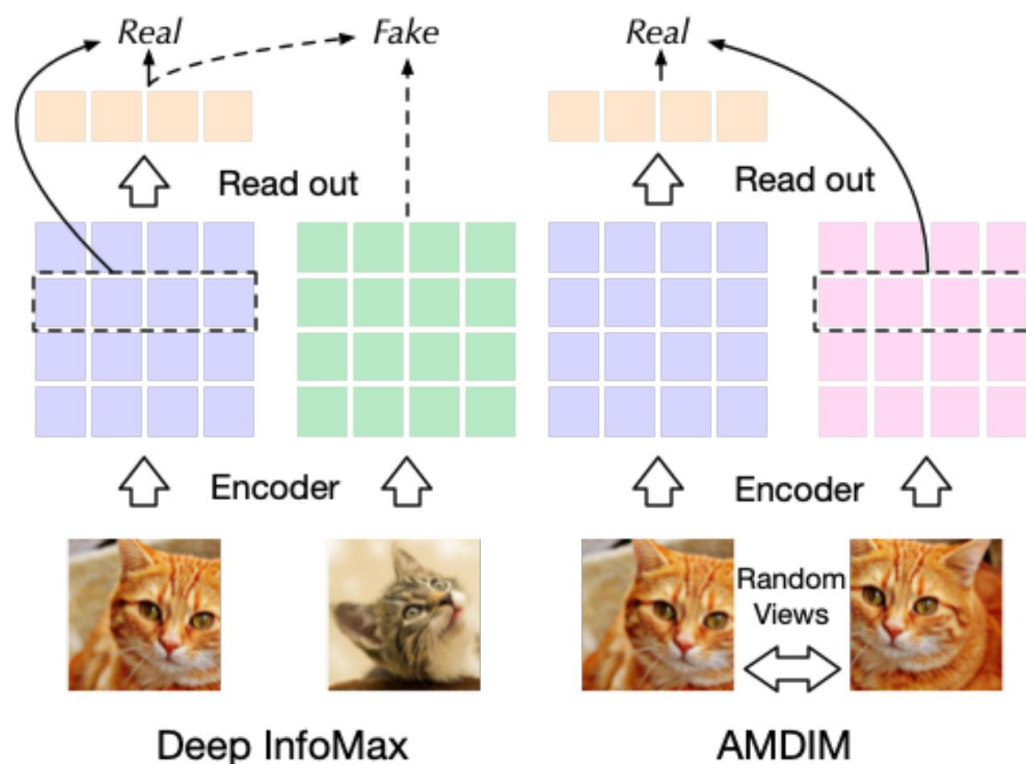 Real
Fake
Real
Read out
Read out
Encoder
Encoder
Random
Views
Deep InfoMax
AMDIM